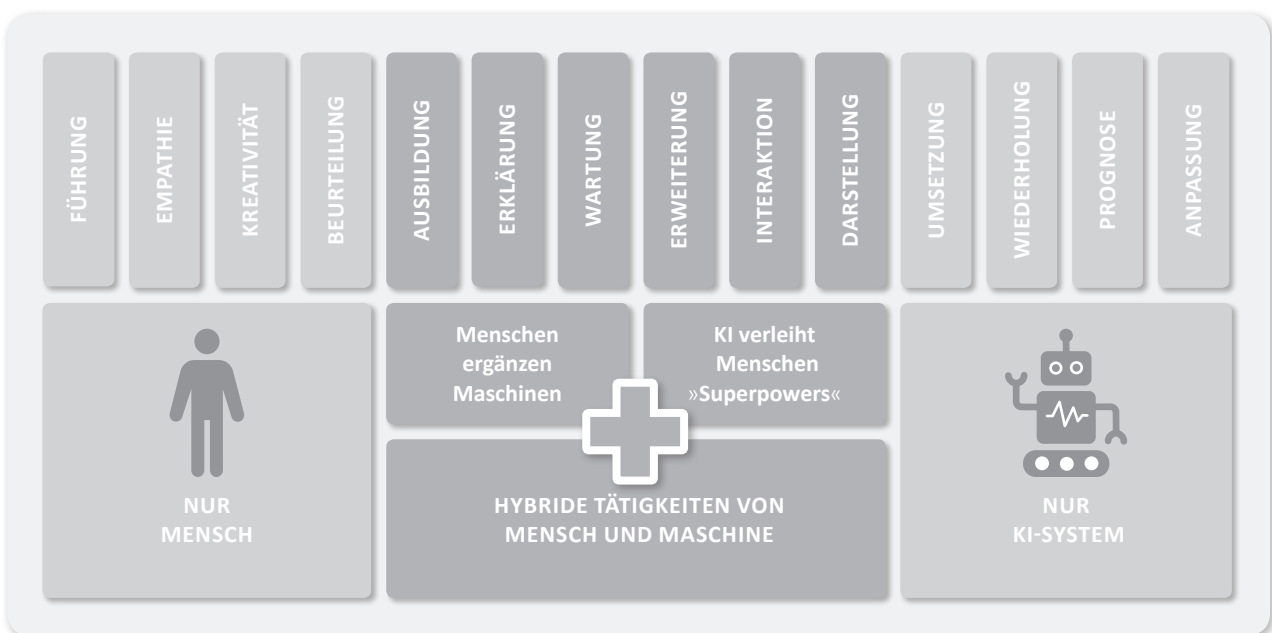 FÜHRUNG
EMPATHIE
KREATIVITÄT
BEURTEILUNG
AUSBILDUNG
ERKLÄRUNG
WARTUNG
ERWEITERUNG
INTERAKTION
DARSTELLUNG
UMSETZUNG
WIEDERHOLUNG
PROGNOSE
ANPASSUNG
NUR
MENSCH
Menschen
ergänzen
Maschinen
KI verleiht
Menschen
»Superpowers«
HYBRIDE TÄTIGKEITEN VON
MENSCH UND MASCHINE
NUR
KI-SYSTEM